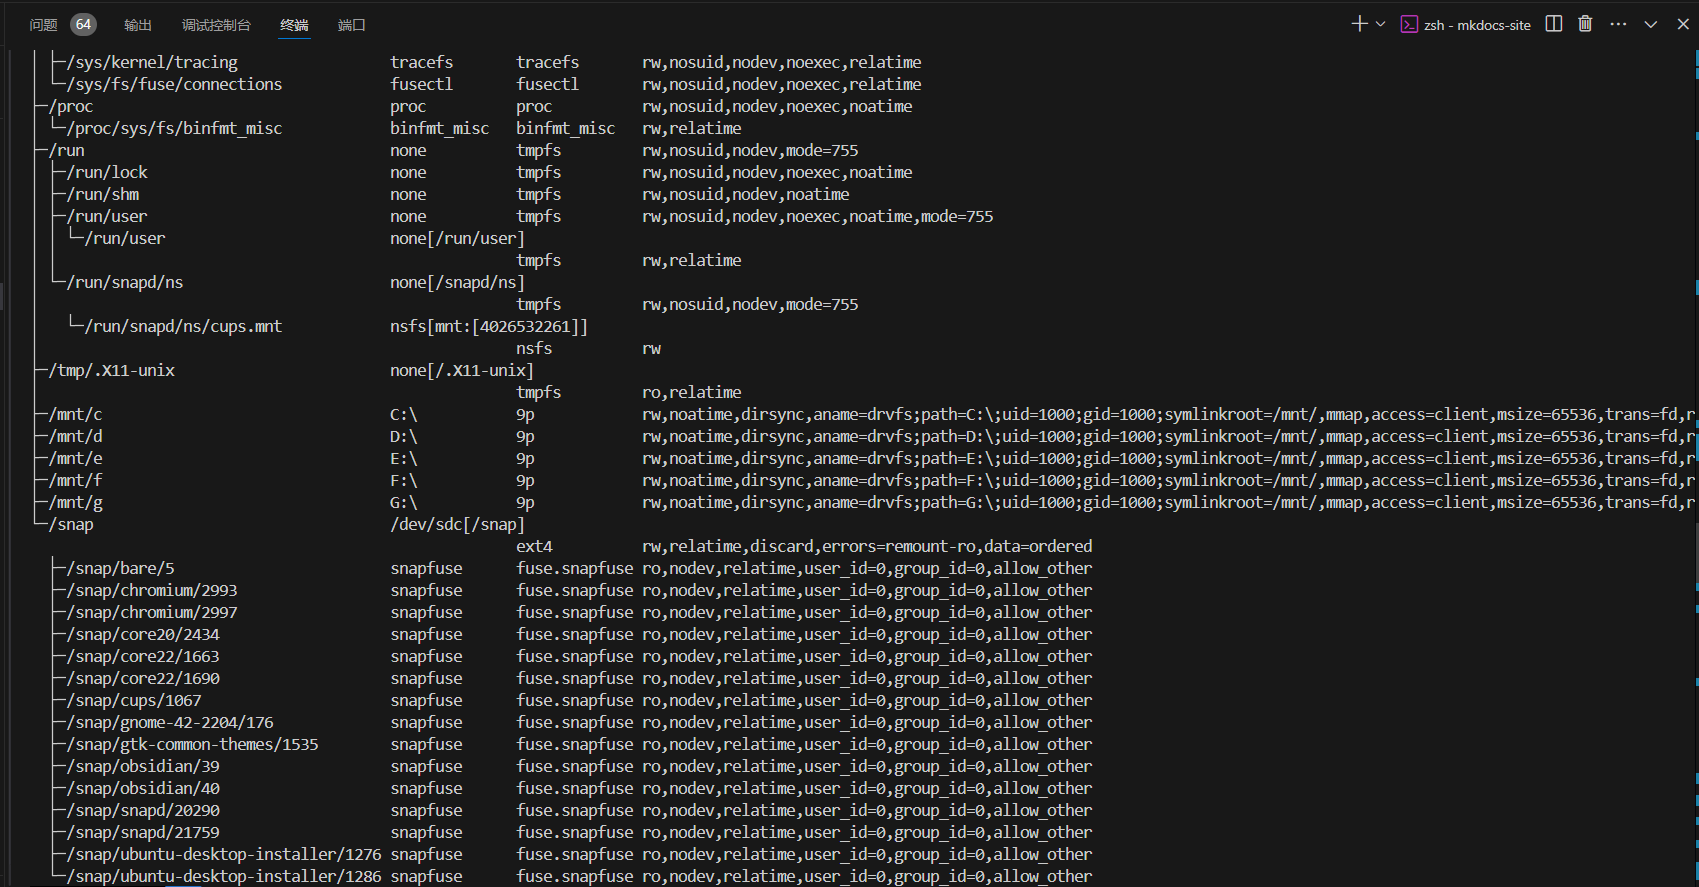 问题 64 输出 调试控制台 终端 端口 zsh - mkdocs-site
├─/sys/kernel/tracing tracefs tracefs rw,nosuid,nodev,noexec,relatime
└─/sys/fs/fuse/connections fusectl fusectl rw,nosuid,nodev,noexec,relatime
├─/proc proc proc rw,nosuid,nodev,noexec,noatime
└─/proc/sys/fs/binfmt_misc binfmt_misc binfmt_misc rw,relatime
├─/run none tmpfs rw,nosuid,nodev,mode=755
├─/run/lock none tmpfs rw,nosuid,nodev,noexec,noatime
├─/run/shm none tmpfs rw,nosuid,nodev,noatime
├─/run/user none tmpfs rw,nosuid,nodev,noexec,noatime,mode=755
└─/run/user none[/run/user]
tmpfs rw,relatime
└─/run/snapd/ns none[/snapd/ns]
tmpfs rw,nosuid,nodev,mode=755
└─/run/snapd/ns/cups.mnt nsfs[mnt:[4026532261]]
nsfs rw
├─/tmp/.X11-unix none[/.X11-unix]
tmpfs ro,relatime
├─/mnt/c C:\ 9p rw,noatime,dirsync,aname=drvfs;path=C:\;uid=1000;gid=1000;symlinkroot=/mnt/,mmap,access=client,msize=65536,trans=fd,r
├─/mnt/d D:\ 9p rw,noatime,dirsync,aname=drvfs;path=D:\;uid=1000;gid=1000;symlinkroot=/mnt/,mmap,access=client,msize=65536,trans=fd,r
├─/mnt/e E:\ 9p rw,noatime,dirsync,aname=drvfs;path=E:\;uid=1000;gid=1000;symlinkroot=/mnt/,mmap,access=client,msize=65536,trans=fd,r
├─/mnt/f F:\ 9p rw,noatime,dirsync,aname=drvfs;path=F:\;uid=1000;gid=1000;symlinkroot=/mnt/,mmap,access=client,msize=65536,trans=fd,r
├─/mnt/g G:\ 9p rw,noatime,dirsync,aname=drvfs;path=G:\;uid=1000;gid=1000;symlinkroot=/mnt/,mmap,access=client,msize=65536,trans=fd,r
└─/snap /dev/sdc[/snap]
ext4 rw,relatime,discard,errors=remount-ro,data=ordered
├─/snap/bare/5 snapfuse fuse.snapfuse ro,nodev,relatime,user_id=0,group_id=0,allow_other
├─/snap/chromium/2993 snapfuse fuse.snapfuse ro,nodev,relatime,user_id=0,group_id=0,allow_other
├─/snap/chromium/2997 snapfuse fuse.snapfuse ro,nodev,relatime,user_id=0,group_id=0,allow_other
├─/snap/core20/2434 snapfuse fuse.snapfuse ro,nodev,relatime,user_id=0,group_id=0,allow_other
├─/snap/core22/1663 snapfuse fuse.snapfuse ro,nodev,relatime,user_id=0,group_id=0,allow_other
├─/snap/core22/1690 snapfuse fuse.snapfuse ro,nodev,relatime,user_id=0,group_id=0,allow_other
├─/snap/cups/1067 snapfuse fuse.snapfuse ro,nodev,relatime,user_id=0,group_id=0,allow_other
├─/snap/gnome-42-2204/176 snapfuse fuse.snapfuse ro,nodev,relatime,user_id=0,group_id=0,allow_other
├─/snap/gtk-common-themes/1535 snapfuse fuse.snapfuse ro,nodev,relatime,user_id=0,group_id=0,allow_other
├─/snap/obsidian/39 snapfuse fuse.snapfuse ro,nodev,relatime,user_id=0,group_id=0,allow_other
├─/snap/obsidian/40 snapfuse fuse.snapfuse ro,nodev,relatime,user_id=0,group_id=0,allow_other
├─/snap/snapd/20290 snapfuse fuse.snapfuse ro,nodev,relatime,user_id=0,group_id=0,allow_other
├─/snap/snapd/21759 snapfuse fuse.snapfuse ro,nodev,relatime,user_id=0,group_id=0,allow_other
├─/snap/ubuntu-desktop-installer/1276 snapfuse fuse.snapfuse ro,nodev,relatime,user_id=0,group_id=0,allow_other
└─/snap/ubuntu-desktop-installer/1286 snapfuse fuse.snapfuse ro,nodev,relatime,user_id=0,group_id=0,allow_other